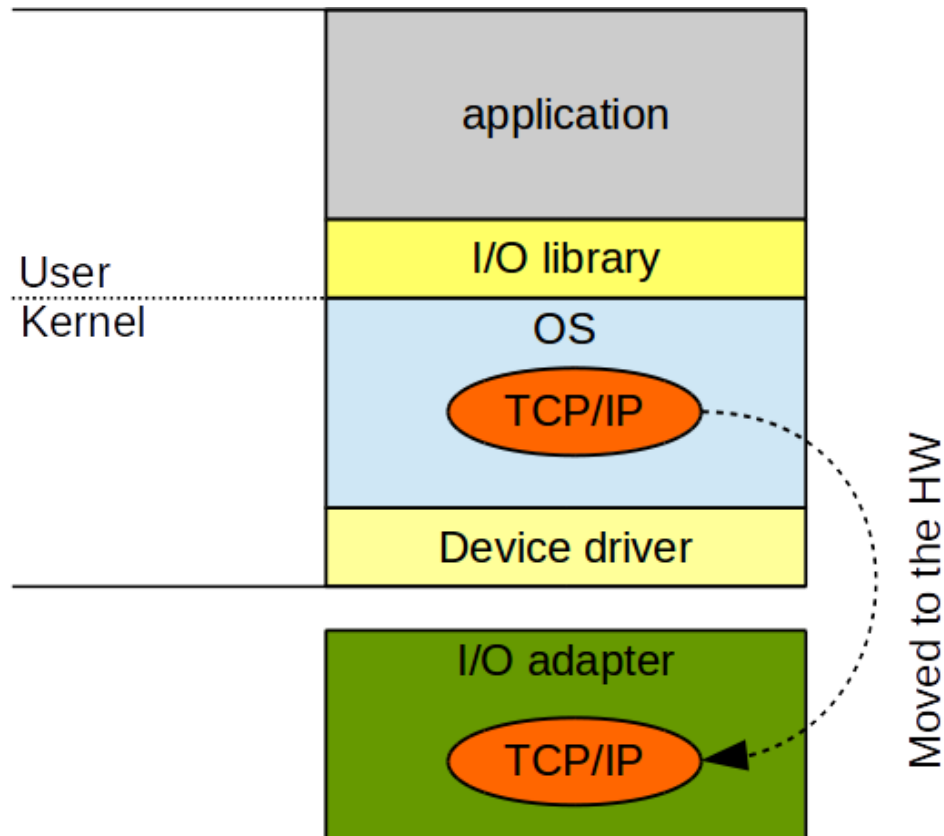 application
I/O library
User
Kernel
OS
TCP/IP
Device driver
I/O adapter
TCP/IP
Moved to the HW